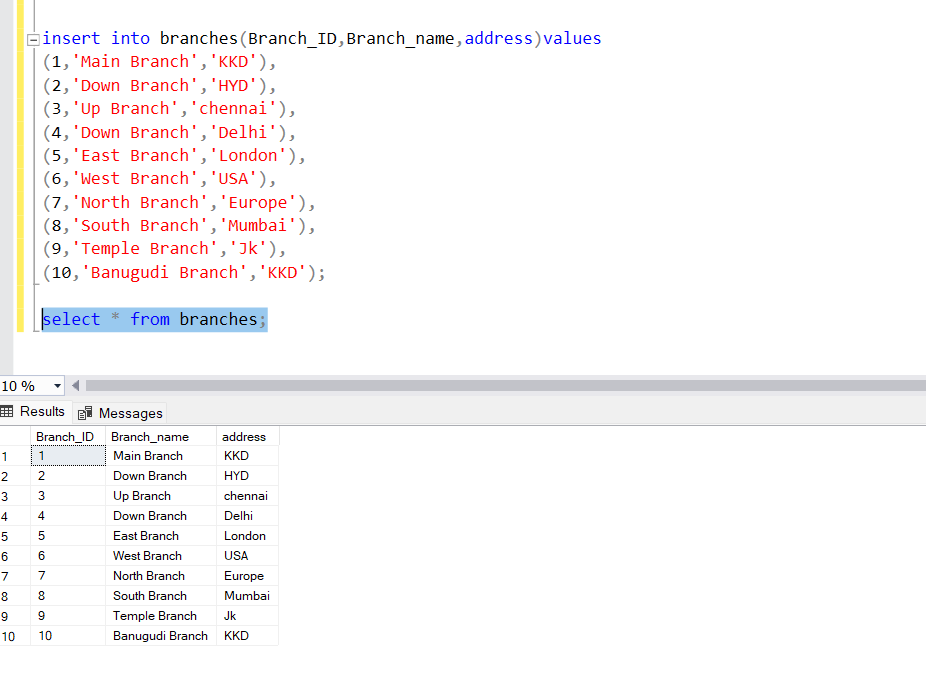 insert into branches(Branch_ID,Branch_name,address)values
(1,'Main Branch','KKD'),
(2,'Down Branch','HYD'),
(3,'Up Branch','chennai'),
(4,'Down Branch','Delhi'),
(5,'East Branch','London'),
(6,'West Branch','USA'),
(7,'North Branch','Europe'),
(8,'South Branch','Mumbai'),
(9,'Temple Branch','Jk'),
(10,'Banugudi Branch','KKD');
select * from branches;
10 %
Results Messages
Branch_ID Branch_name address
1 1 Main Branch KKD
2 2 Down Branch HYD
3 3 Up Branch chennai
4 4 Down Branch Delhi
5 5 East Branch London
6 6 West Branch USA
7 7 North Branch Europe
8 8 South Branch Mumbai
9 9 Temple Branch Jk
10 10 Banugudi Branch KKD